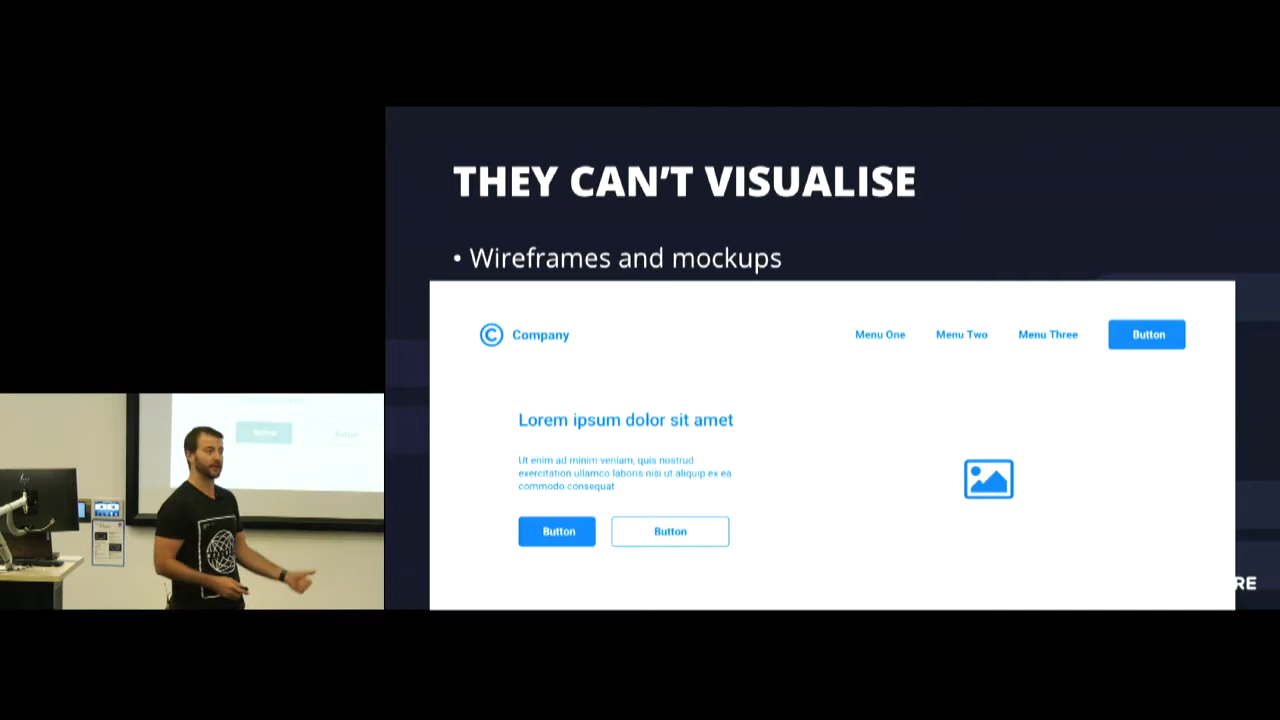 THEY CAN'T VISUALISE
• Wireframes and mockups
© Company
Menu One
Menu Two
Menu Three
Button
Lorem ipsum dolor sit amet
Ut enim ad minim veniam, quis nostrud
exercitation ullamco laboris nisi ut aliquip ex ea
commodo consequat
Button
Button
RE
Button
Button